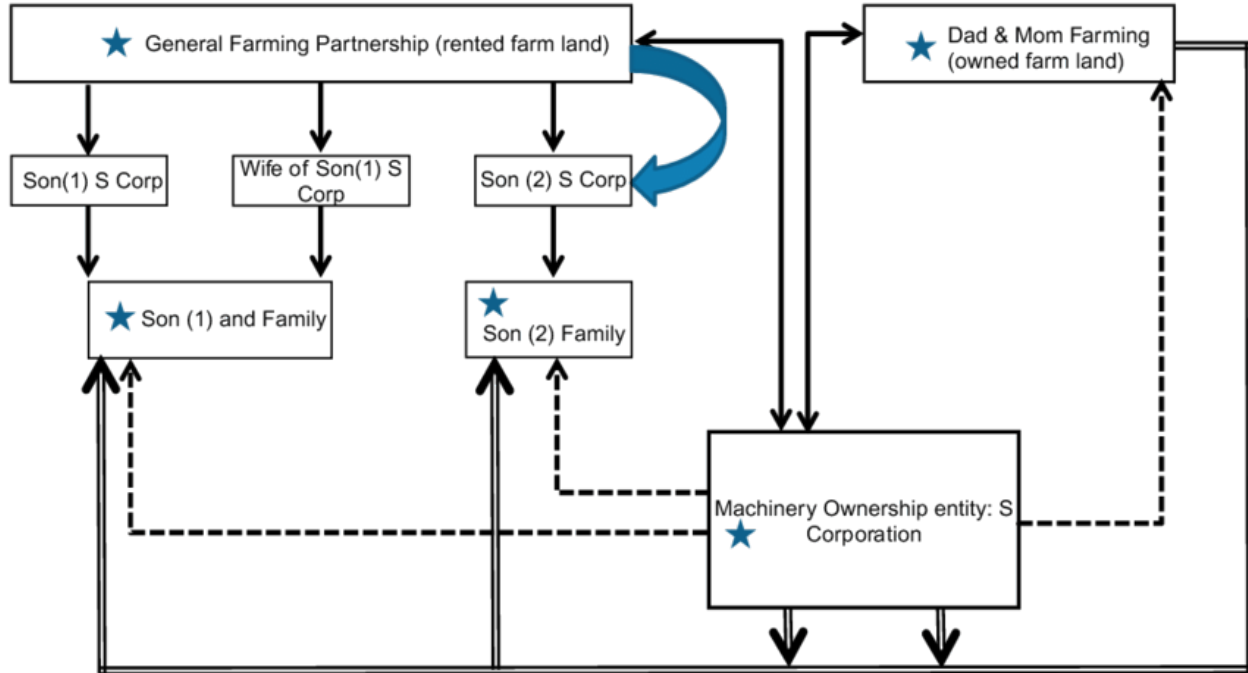 General Farming Partnership (rented farm land)
Dad & Mom Farming
(owned farm land)
Son(1) S Corp
Wife of Son(1) S
Corp
Son (2) S Corp
Son (1) and Family
Son (2) Family
Machinery Ownership entity: S
Corporation